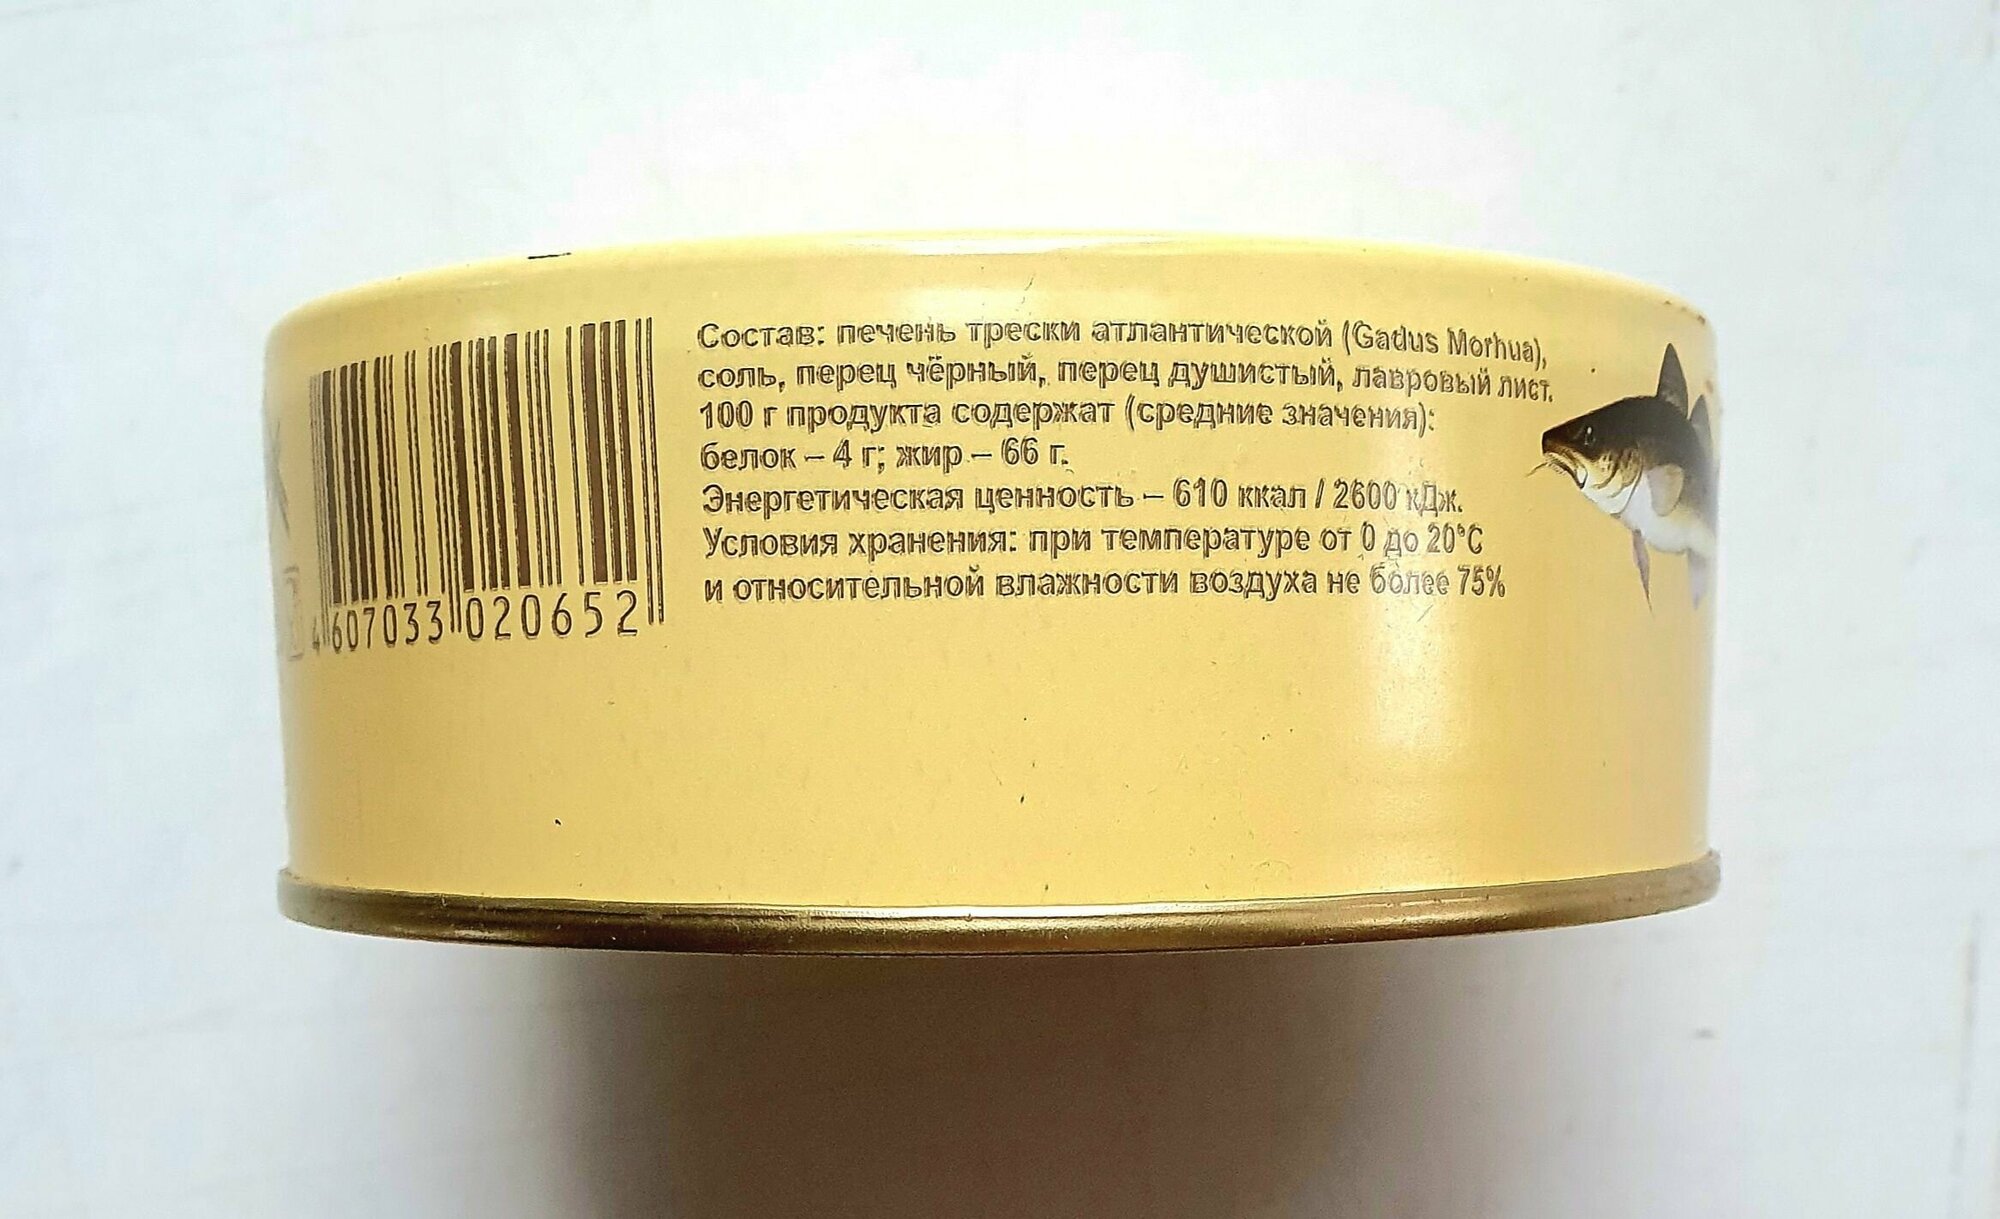 Состав: печень трески атлантической (Gadus Morhua),
соль, перец чёрный, перец душистый, лавровый лист.
100 г продукта содержат (средние значения):
белок – 4 г; жир – 66 г.
Энергетическая ценность – 610 ккал / 2600 кДж.
Условия хранения: при температуре от 0 до 20°С
и относительной влажности воздуха не более 75%
4 607033 020652